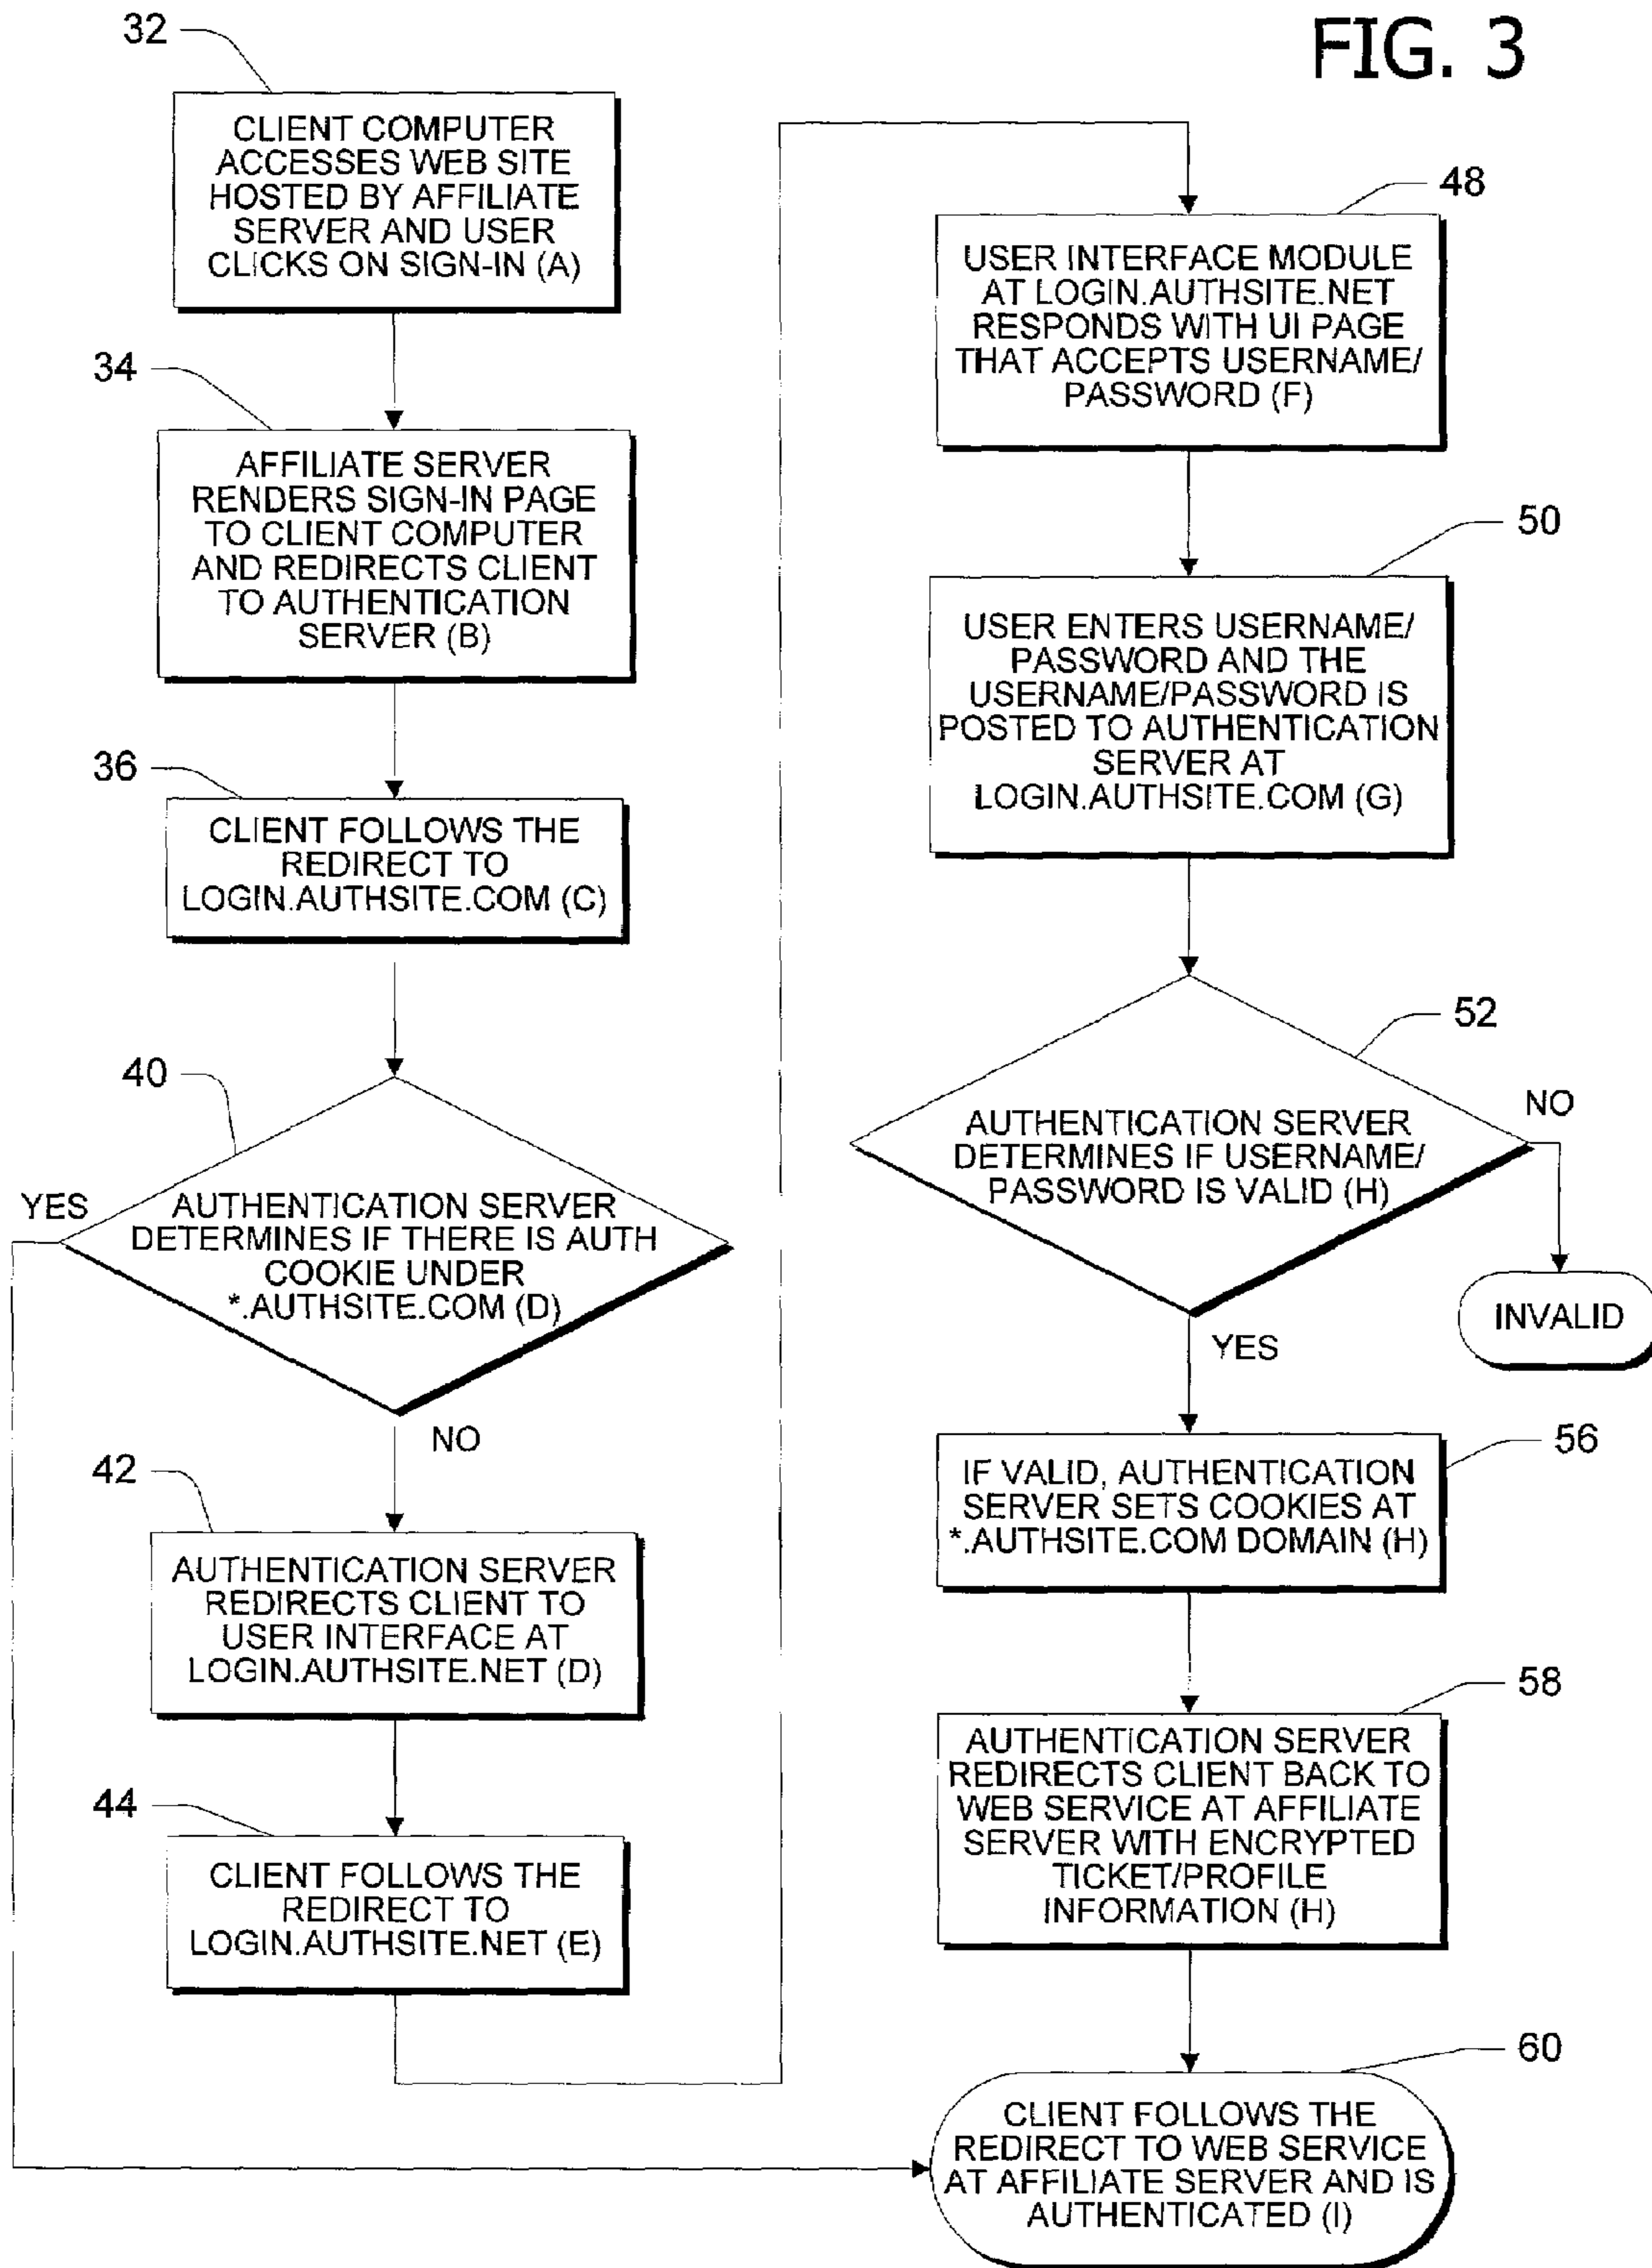 FIG. 3
32
CLIENT COMPUTER
ACCESSES WEB SITE
HOSTED BY AFFILIATE
SERVER AND USER
CLICKS ON SIGN-IN (A)
34
AFFILIATE SERVER
RENDERS SIGN-IN PAGE
TO CLIENT COMPUTER
AND REDIRECTS CLIENT
TO AUTHENTICATION
SERVER (B)
36
CLIENT FOLLOWS THE
REDIRECT TO
LOGIN.AUTHSITE.COM (C)
40
YES
AUTHENTICATION SERVER
DETERMINES IF THERE IS AUTH
COOKIE UNDER
*.AUTHSITE.COM (D)
NO
42
AUTHENTICATION SERVER
REDIRECTS CLIENT TO
USER INTERFACE AT
LOGIN.AUTHSITE.NET (D)
44
CLIENT FOLLOWS THE
REDIRECT TO
LOGIN.AUTHSITE.NET (E)
48
USER INTERFACE MODULE
AT LOGIN.AUTHSITE.NET
RESPONDS WITH UI PAGE
THAT ACCEPTS USERNAME/
PASSWORD (F)
50
USER ENTERS USERNAME/
PASSWORD AND THE
USERNAME/PASSWORD IS
POSTED TO AUTHENTICATION
SERVER AT
LOGIN.AUTHSITE.COM (G)
52
AUTHENTICATION SERVER
DETERMINES IF USERNAME/
PASSWORD IS VALID (H)
NO
INVALID
YES
56
IF VALID, AUTHENTICATION
SERVER SETS COOKIES AT
*.AUTHSITE.COM DOMAIN (H)
58
AUTHENTICATION SERVER
REDIRECTS CLIENT BACK TO
WEB SERVICE AT AFFILIATE
SERVER WITH ENCRYPTED
TICKET/PROFILE
INFORMATION (H)
60
CLIENT FOLLOWS THE
REDIRECT TO WEB SERVICE
AT AFFILIATE SERVER AND IS
AUTHENTICATED (I)